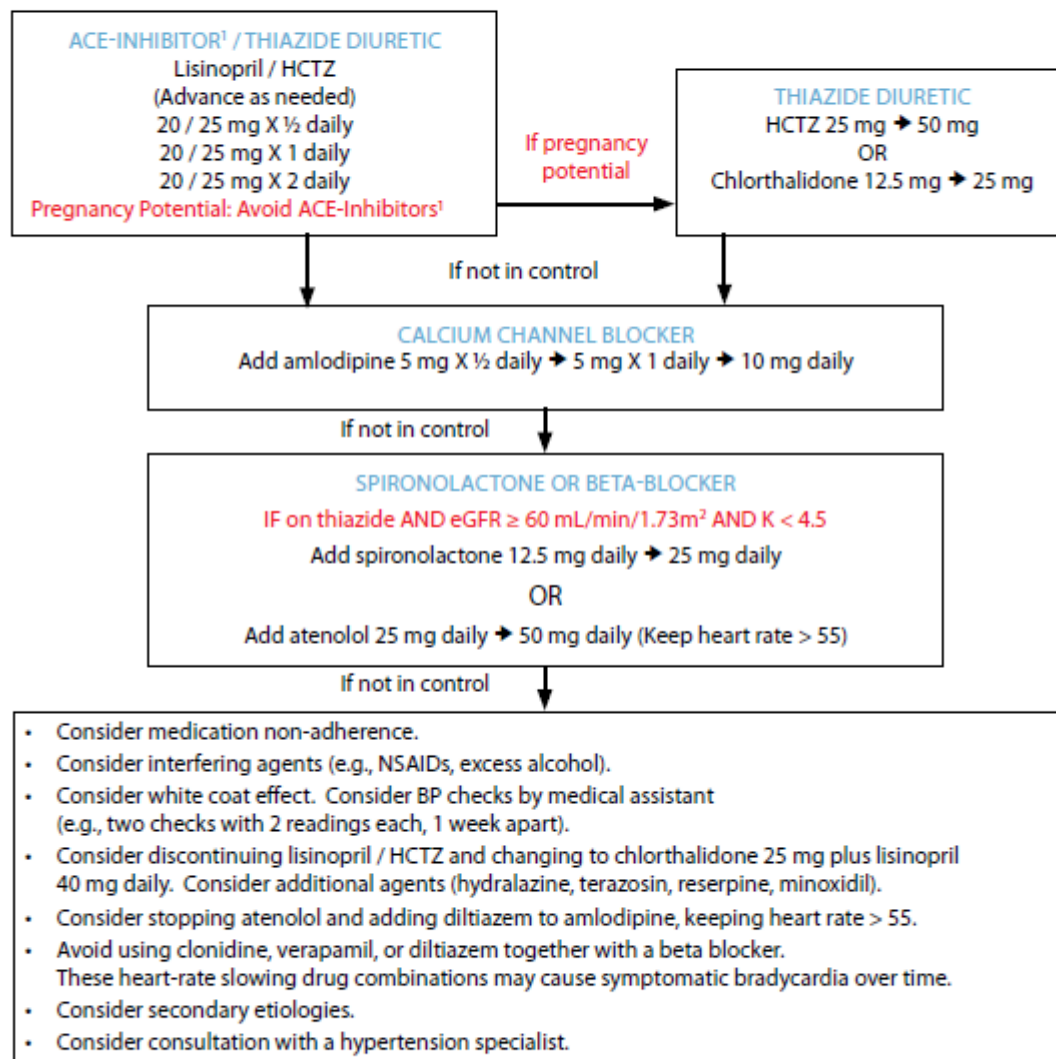 ACE-INHIBITOR¹ / THIAZIDE DIURETIC
Lisinopril / HCTZ
(Advance as needed)
20 / 25 mg X ½ daily
20 / 25 mg X 1 daily
20 / 25 mg X 2 daily
Pregnancy Potential: Avoid ACE-Inhibitors¹
If pregnancy
potential
THIAZIDE DIURETIC
HCTZ 25 mg → 50 mg
OR
Chlorthalidone 12.5 mg → 25 mg
If not in control
CALCIUM CHANNEL BLOCKER
Add amlodipine 5 mg X ½ daily → 5 mg X 1 daily → 10 mg daily
If not in control
SPIRONOLACTONE OR BETA-BLOCKER
IF on thiazide AND eGFR ≥ 60 mL/min/1.73m² AND K < 4.5
Add spironolactone 12.5 mg daily → 25 mg daily
OR
Add atenolol 25 mg daily → 50 mg daily (Keep heart rate > 55)
If not in control
• Consider medication non-adherence.
• Consider interfering agents (e.g., NSAIDs, excess alcohol).
• Consider white coat effect. Consider BP checks by medical assistant
(e.g., two checks with 2 readings each, 1 week apart).
• Consider discontinuing lisinopril / HCTZ and changing to chlorthalidone 25 mg plus lisinopril
40 mg daily. Consider additional agents (hydralazine, terazosin, reserpine, minoxidil).
• Consider stopping atenolol and adding diltiazem to amlodipine, keeping heart rate > 55.
• Avoid using clonidine, verapamil, or diltiazem together with a beta blocker.
These heart-rate slowing drug combinations may cause symptomatic bradycardia over time.
• Consider secondary etiologies.
• Consider consultation with a hypertension specialist.